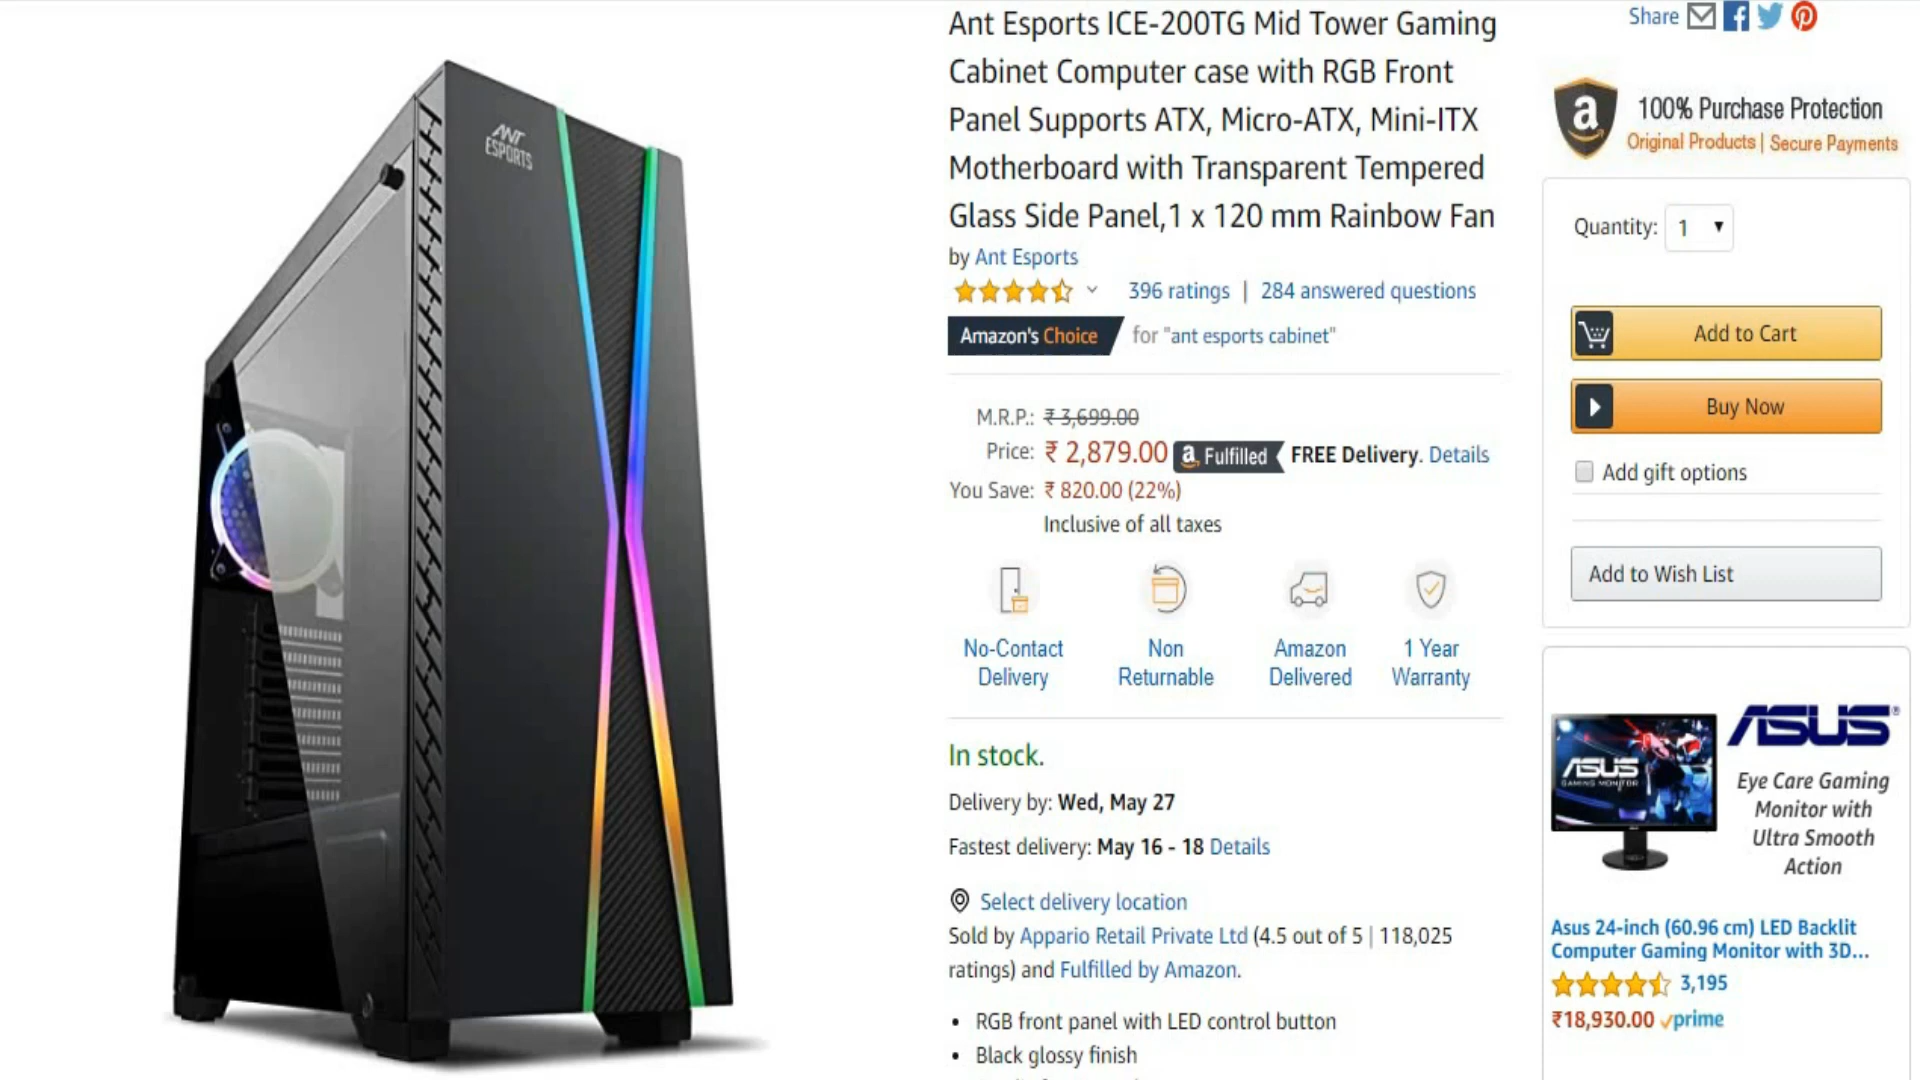 ANT
ESPORTS
Ant Esports ICE-200TG Mid Tower Gaming
Cabinet Computer case with RGB Front
Panel Supports ATX, Micro-ATX, Mini-ITX
Motherboard with Transparent Tempered
Glass Side Panel,1 x 120 mm Rainbow Fan
by Ant Esports
396 ratings | 284 answered questions
Amazon's Choice for "ant esports cabinet"
M.R.P.: ₹ 3,699.00
Price: ₹ 2,879.00 a Fulfilled FREE Delivery. Details
You Save: ₹ 820.00 (22%)
Inclusive of all taxes
No-Contact
Delivery
Non
Returnable
Amazon
Delivered
1 Year
Warranty
In stock.
Delivery by: Wed, May 27
Fastest delivery: May 16 - 18 Details
Select delivery location
Sold by Appario Retail Private Ltd (4.5 out of 5 | 118,025
ratings) and Fulfilled by Amazon.
• RGB front panel with LED control button
• Black glossy finish
Share
a
100% Purchase Protection
Original Products | Secure Payments
Quantity: 1
Add to Cart
Buy Now
Add gift options
Add to Wish List
ASUS
GAMING MONITOR
ASUS®
Eye Care Gaming
Monitor with
Ultra Smooth
Action
Asus 24-inch (60.96 cm) LED Backlit
Computer Gaming Monitor with 3D...
3,195
₹18,930.00 prime